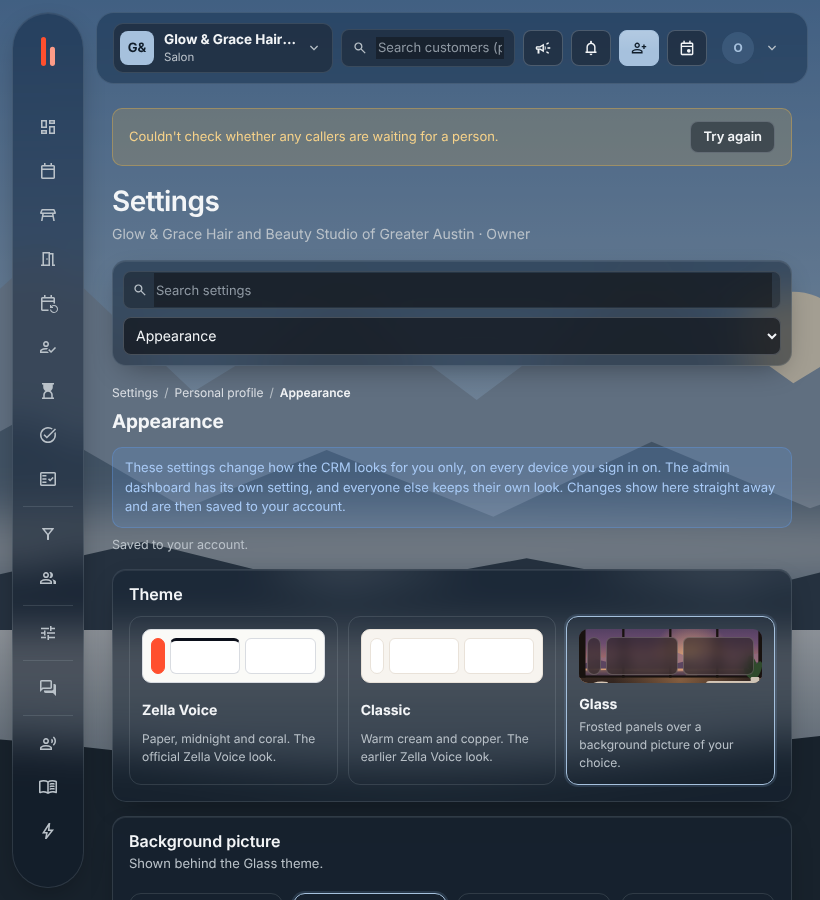 G&
Glow & Grace Hair...
Salon
Search customers (p
O
Couldn't check whether any callers are waiting for a person.
Try again
Settings
Glow & Grace Hair and Beauty Studio of Greater Austin · Owner
Search settings
Appearance
Settings / Personal profile / Appearance
Appearance
These settings change how the CRM looks for you only, on every device you sign in on. The admin
dashboard has its own setting, and everyone else keeps their own look. Changes show here straight away
and are then saved to your account.
Saved to your account.
Theme
Zella Voice
Paper, midnight and coral. The
official Zella Voice look.
Classic
Warm cream and copper. The
earlier Zella Voice look.
Glass
Frosted panels over a
background picture of your
choice.
Background picture
Shown behind the Glass theme.